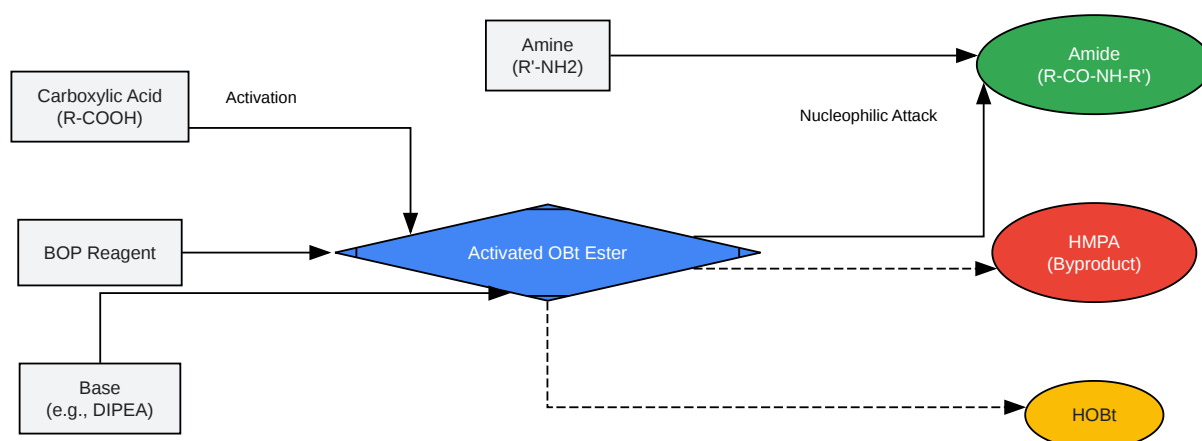 Amine
(R'-NH2)
Amide
(R-CO-NH-R')
Carboxylic Acid
(R-COOH)
Activation
Nucleophilic Attack
BOP Reagent
Activated OBt Ester
HMPA
(Byproduct)
Base
(e.g., DIPEA)
HOBt